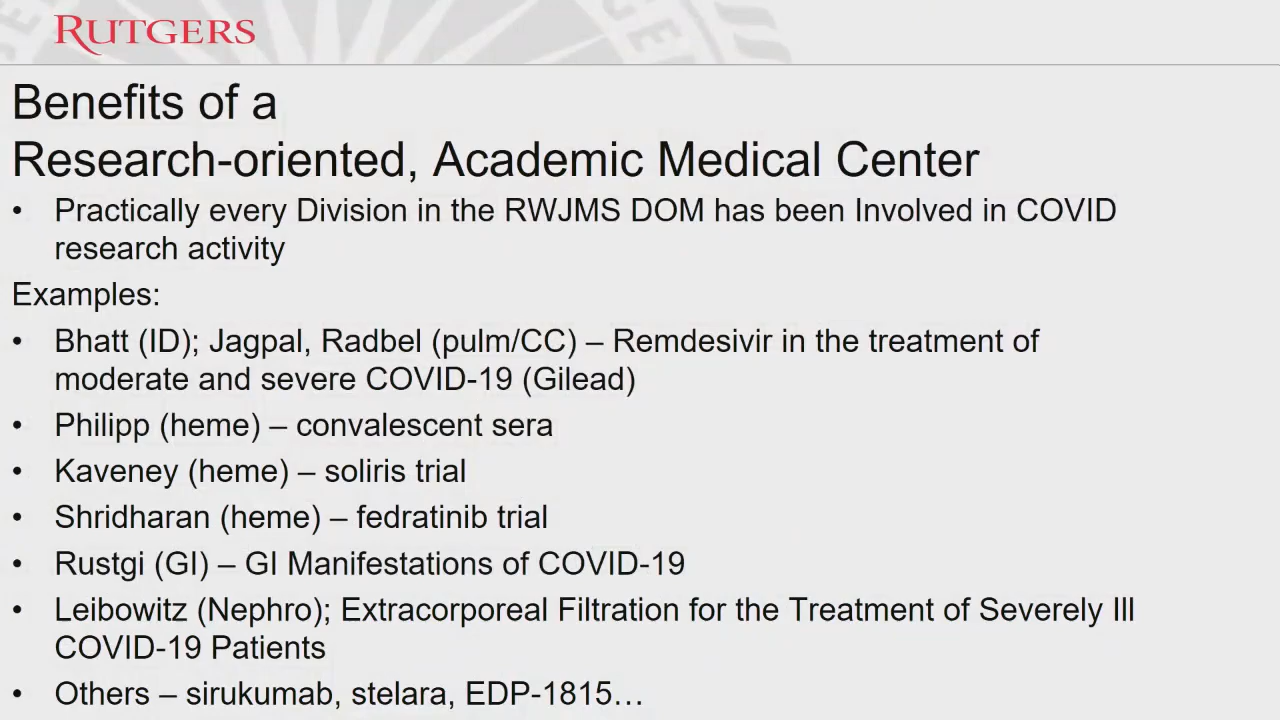 RUTGERS
Benefits of a
Research-oriented, Academic Medical Center
• Practically every Division in the RWJMS DOM has been Involved in COVID
research activity
Examples:
• Bhatt (ID); Jagpal, Radbel (pulm/CC) – Remdesivir in the treatment of
moderate and severe COVID-19 (Gilead)
• Philipp (heme) – convalescent sera
• Kaveney (heme) – soliris trial
• Shridharan (heme) – fedratinib trial
• Rustgi (GI) – GI Manifestations of COVID-19
• Leibowitz (Nephro); Extracorporeal Filtration for the Treatment of Severely Ill
COVID-19 Patients
• Others – sirukumab, stelara, EDP-1815…